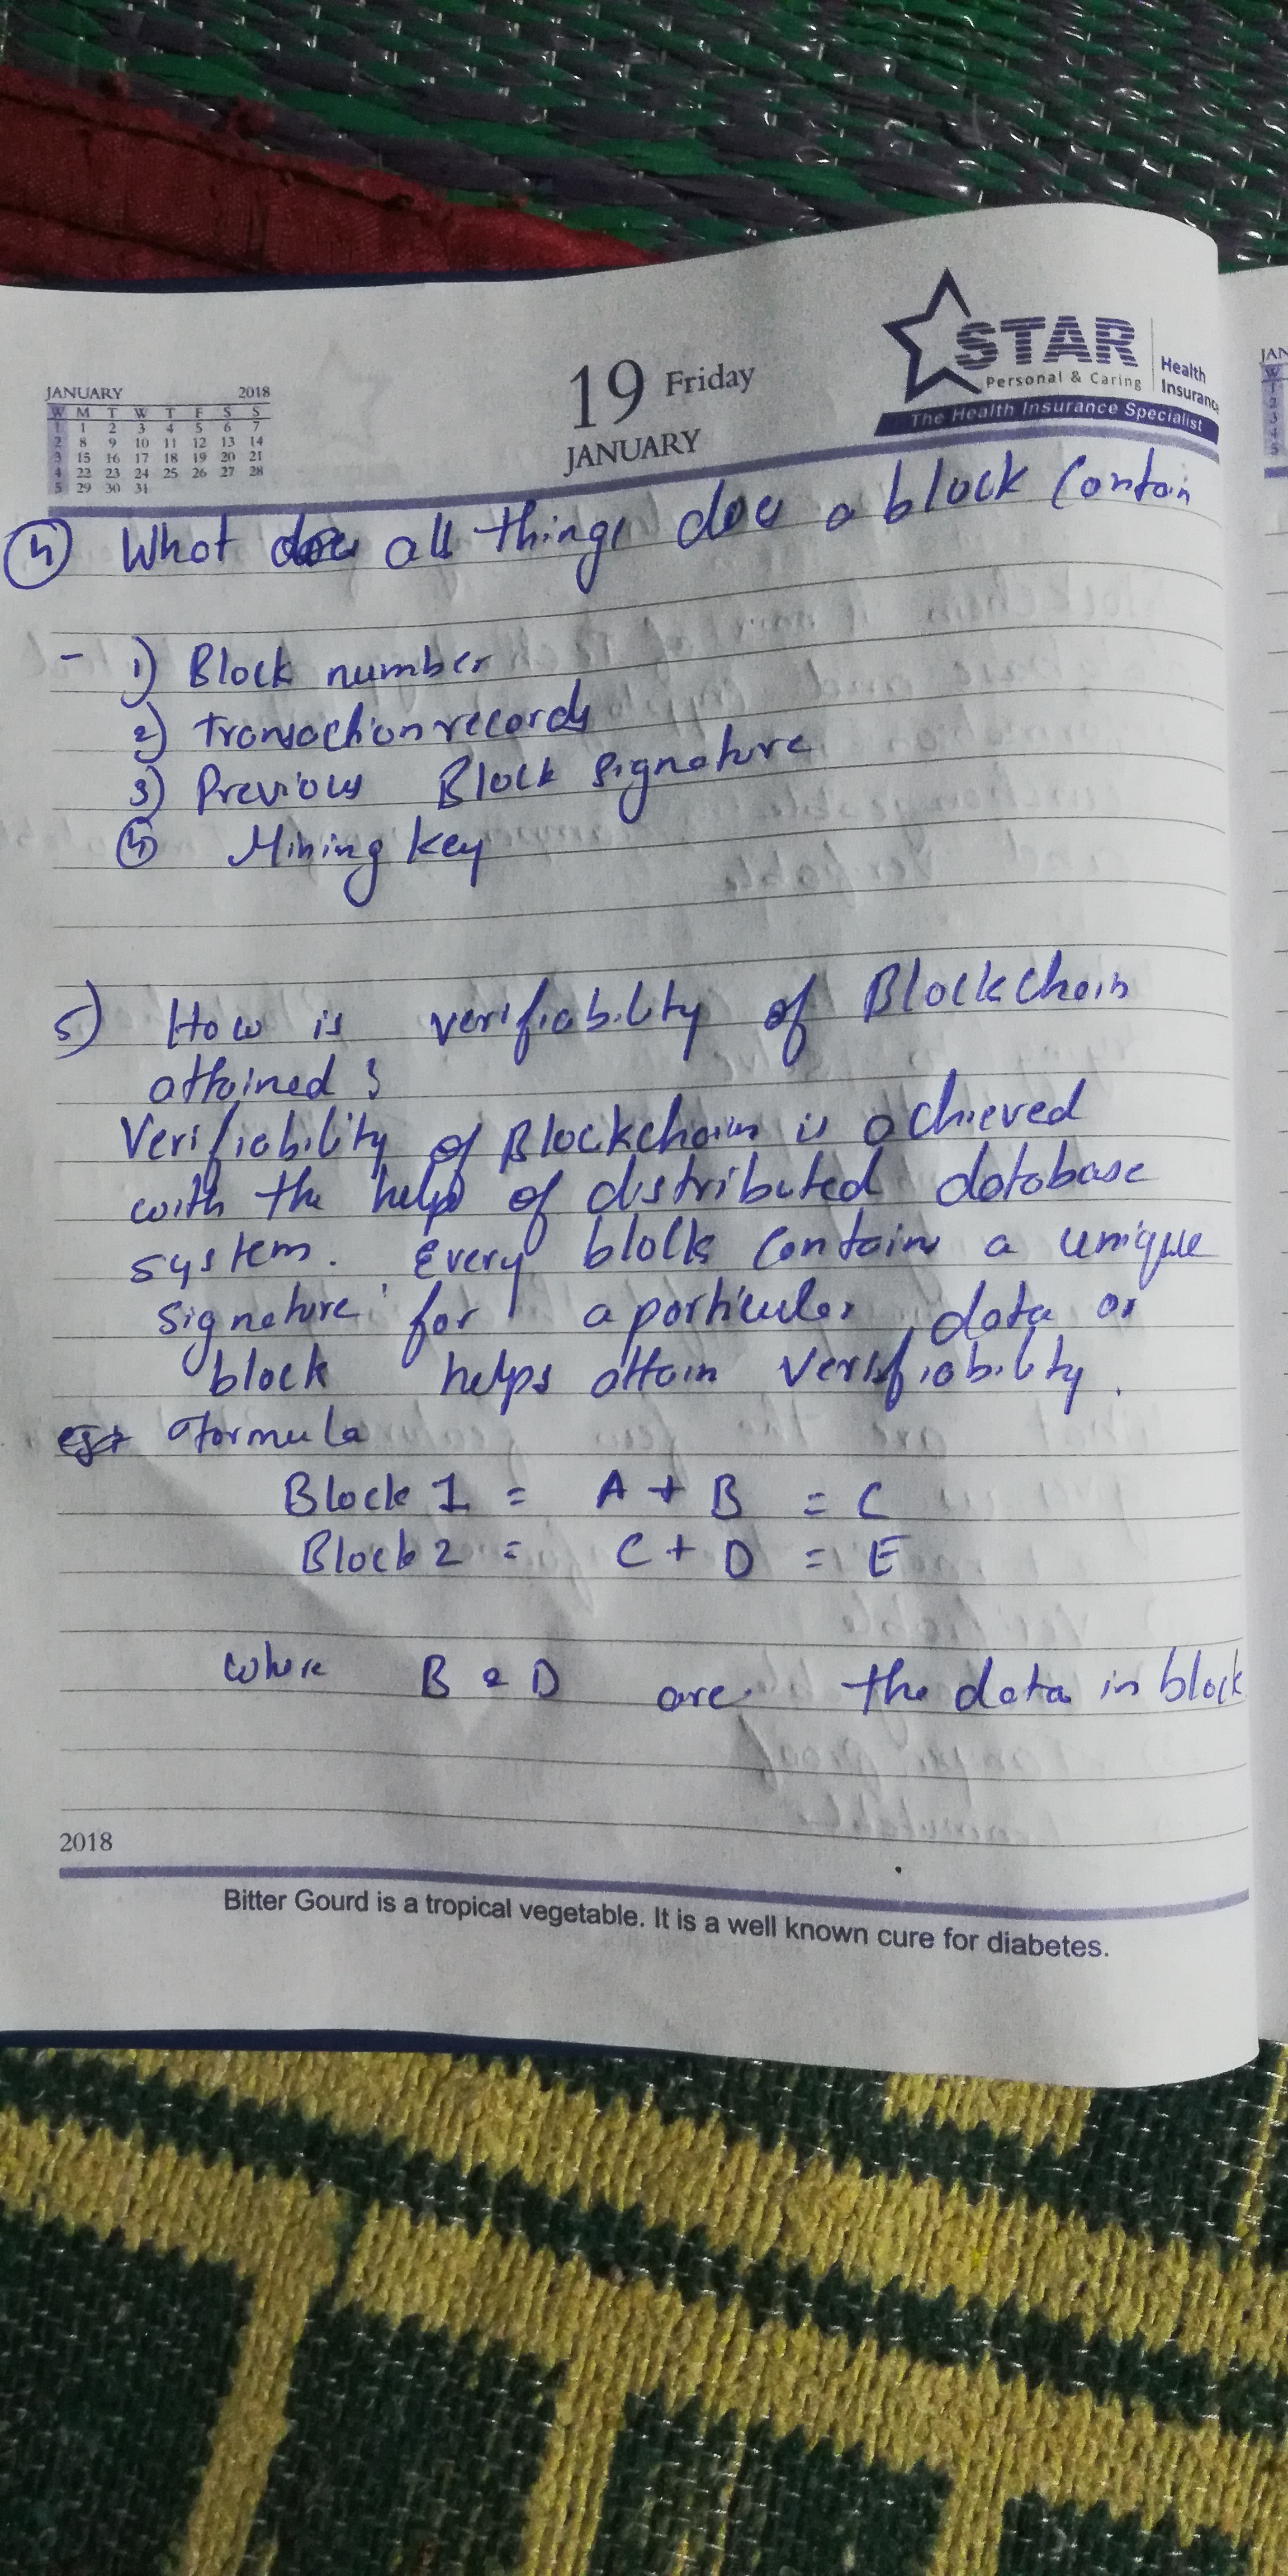 JANUARY 2018
W M T W T F S S
1 1 2 3 4 5 6 7
2 8 9 10 11 12 13 14
3 15 16 17 18 19 20 21
4 22 23 24 25 26 27 28
5 29 30 31
19 Friday
JANUARY
STAR
Personal & Caring
Health
Insurance
The Health Insurance Specialist
4) What does all things does a block contain
- 1) Block number
2) Transaction records
3) Previous Block signature
4) Mining key
5) How is verifiability of Blockchain
attained ?
Verifiability of Blockchain is achieved
with the help of distributed database
system. Every block contains a unique
signature for a particular data or
block helps attain verifiability.
Formula
Block 1 = A + B = C
Block 2 = C + D = E
where B & D are the data in block
2018
Bitter Gourd is a tropical vegetable. It is a well known cure for diabetes.